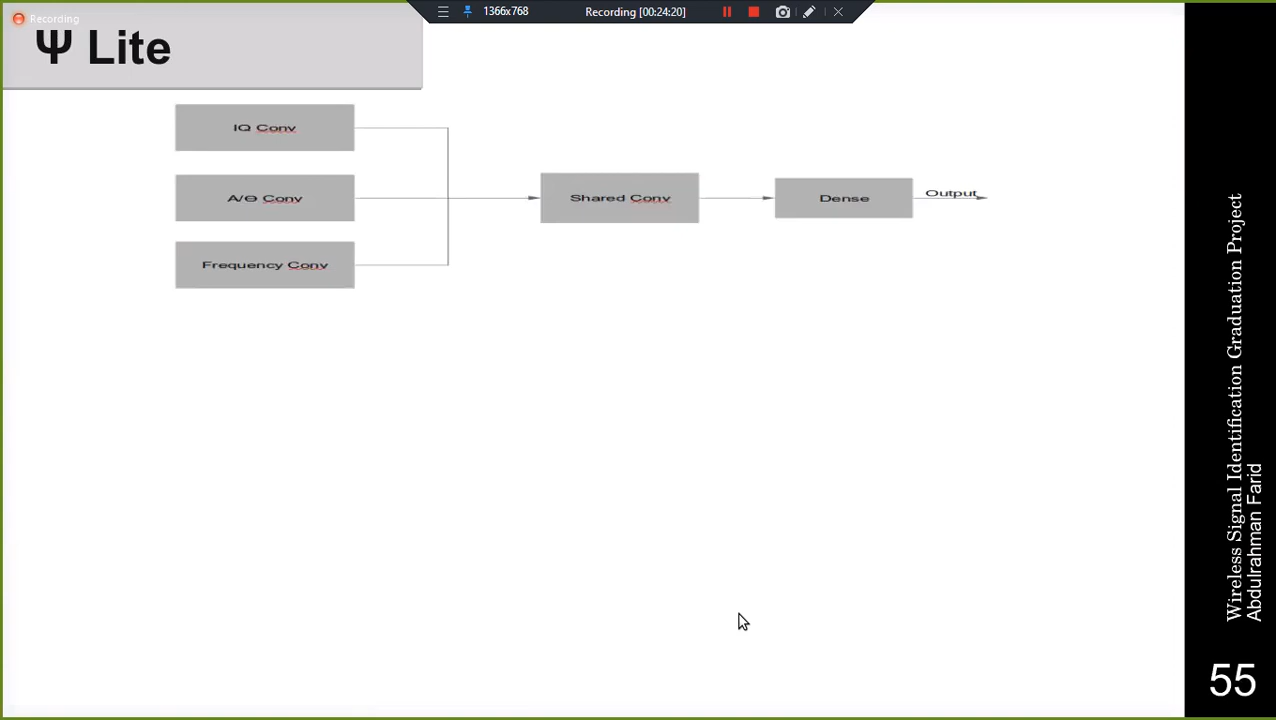 1366x768
Recording [00:24:20]
Recording
Ψ Lite
IQ Conv
A/Θ Conv
Frequency Conv
Shared Conv
Dense
Output
Wireless Signal Identification Graduation Project
Abdulrahman Farid
55